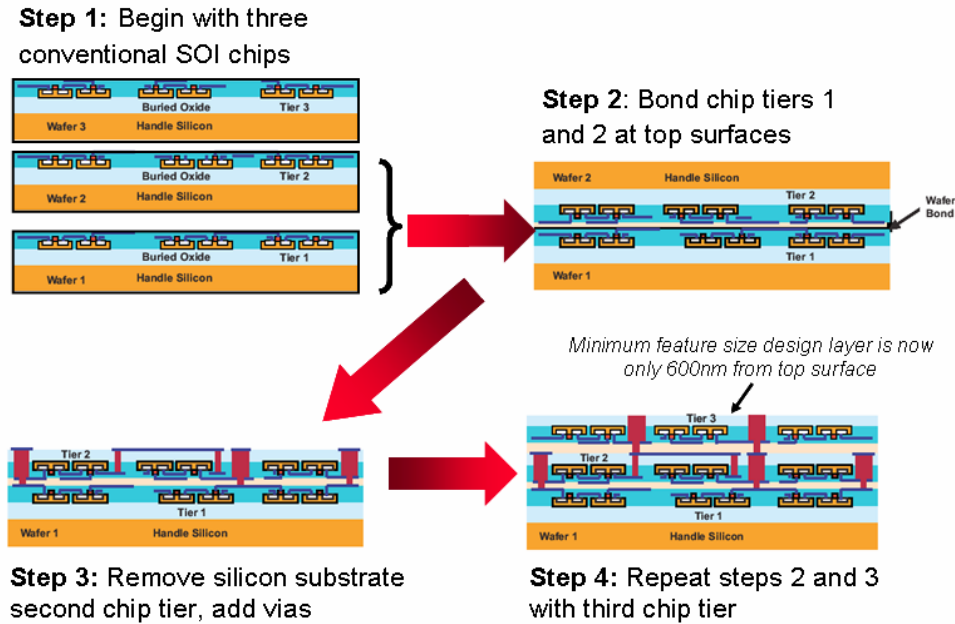 Step 1: Begin with three
conventional SOI chips
Buried Oxide
Tier 3
Wafer 3
Handle Silicon
Buried Oxide
Tier 2
Wafer 2
Handle Silicon
Buried Oxide
Tier 1
Wafer 1
Handle Silicon
Step 2: Bond chip tiers 1
and 2 at top surfaces
Wafer 2
Handle Silicon
Tier 2
Wafer
Bond
Tier 1
Wafer 1
Minimum feature size design layer is now
only 600nm from top surface
Tier 2
Tier 1
Wafer 1
Handle Silicon
Step 3: Remove silicon substrate
second chip tier, add vias
Tier 3
Tier 2
Tier 1
Wafer 1
Handle Silicon
Step 4: Repeat steps 2 and 3
with third chip tier